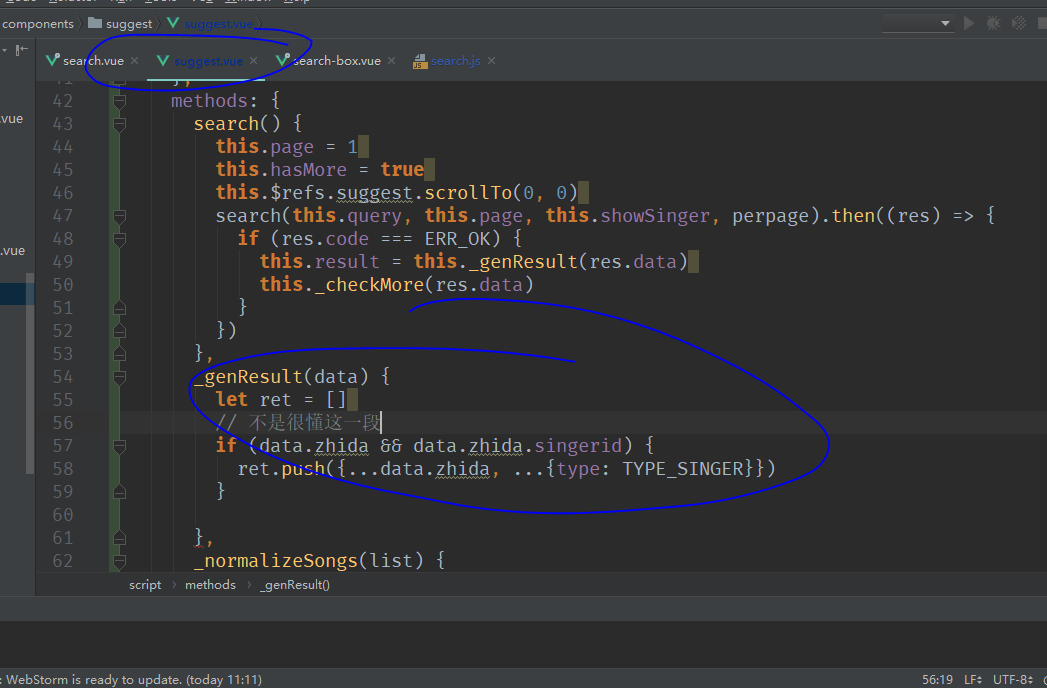 components suggest suggest.vue
search.vue suggest.vue search-box.vue search.js
.vue
.vue
42 methods: {
43 search() {
44 this.page = 1
45 this.hasMore = true
46 this.$refs.suggest.scrollTo(0, 0)
47 search(this.query, this.page, this.showSinger, perpage).then((res) => {
48 if (res.code === ERR_OK) {
49 this.result = this._genResult(res.data)
50 this._checkMore(res.data)
51 }
52 })
53 },
54 _genResult(data) {
55 let ret = []
56 // 不是很懂这一段
57 if (data.zhida && data.zhida.singerid) {
58 ret.push({...data.zhida, ...{type: TYPE_SINGER}})
59 }
60
61 },
62 _normalizeSongs(list) {
script methods _genResult()
: WebStorm is ready to update. (today 11:11) 56:19 LF UTF-8